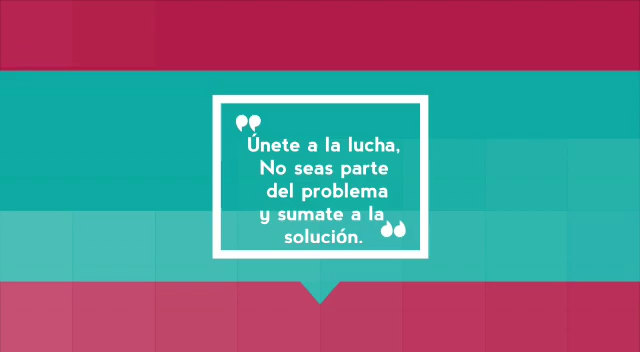 Únete a la lucha,
No seas parte
del problema
y sumate a la
solución.